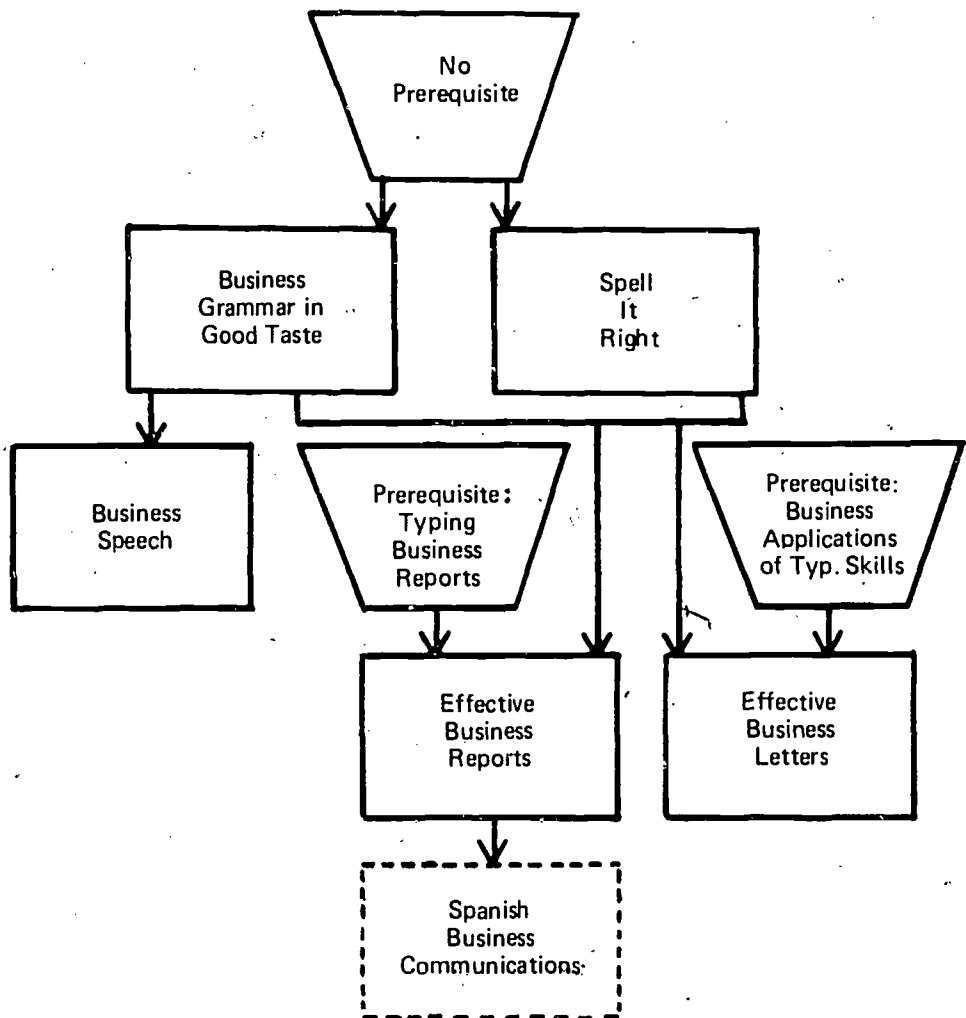 No
Prerequisite
Business
Grammar in
Good Taste
Spell
It
Right
Business
Speech
Prerequisite:
Typing
Business
Reports
Prerequisite:
Business
Applications
of Typ. Skills
Effective
Business
Reports
Effective
Business
Letters
Spanish
Business
Communications